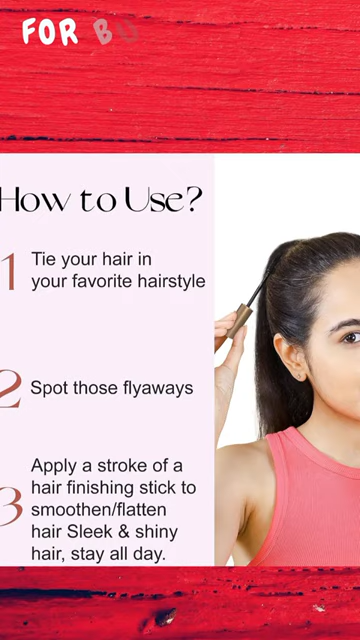 FOR
How to Use?
1 Tie your hair in
your favorite hairstyle
2 Spot those flyaways
3 Apply a stroke of a
hair finishing stick to
smoothen/flatten
hair Sleek & shiny
hair, stay all day.